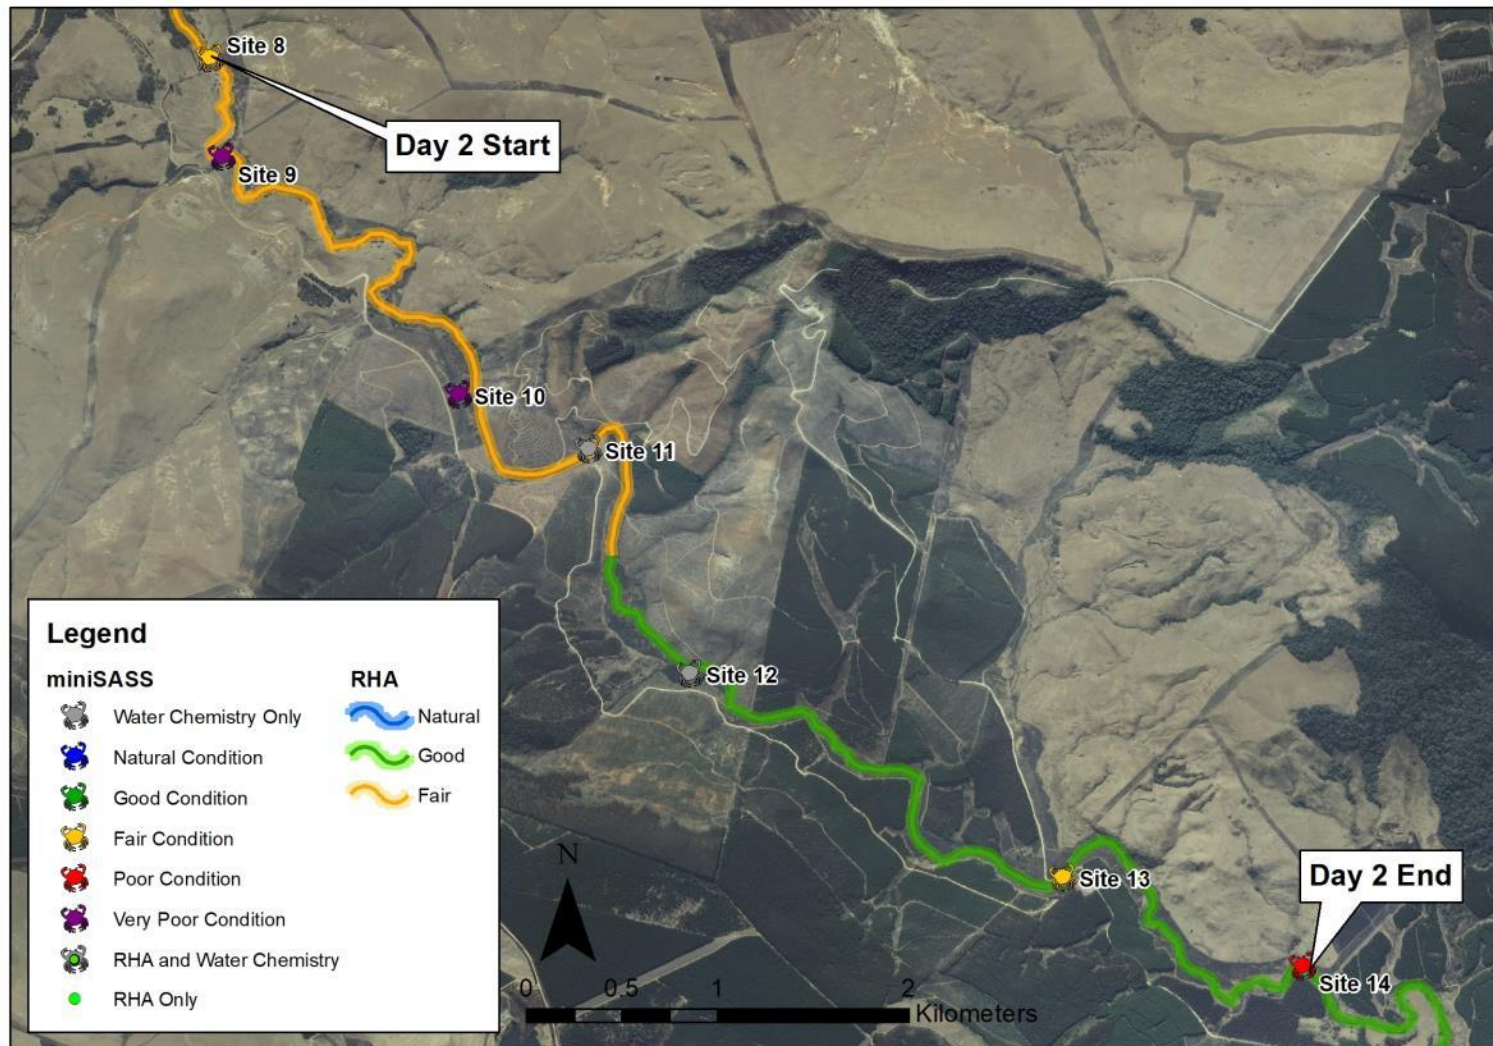 Site 8
Day 2 Start
Site 9
Site 10
Site 11
Site 12
Site 13
Day 2 End
Site 14
Legend
miniSASS
Water Chemistry Only
Natural Condition
Good Condition
Fair Condition
Poor Condition
Very Poor Condition
RHA and Water Chemistry
RHA Only
RHA
Natural
Good
Fair
N
0 0.5 1 2
Kilometers